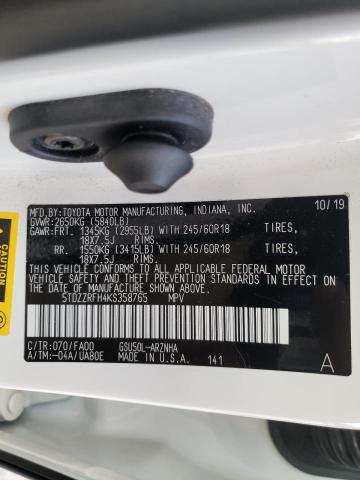 10/19
MFD.BY:TOYOTA MOTOR MANUFACTURING, INDIANA, INC.
GVWR:2650KG (5840LB)
GAWR:FRT. 1345KG (2955LB) WITH 245/60R18 TIRES,
18X7.5J RIMS.
RR. 1550KG (3415LB) WITH 245/60R18 TIRES,
18X7.5J RIMS.
THIS VEHICLE CONFORMS TO ALL APPLICABLE FEDERAL MOTOR
VEHICLE SAFETY AND THEFT PREVENTION STANDARDS IN EFFECT ON
THE DATE OF MANUFACTURE SHOWN ABOVE.
5TDZZRFH4KS358765 MPV
C/TR:070/FA00 GSU50L-ARZNHA
A/TM:-04A/UA80E MADE IN U.S.A. 141
A
CAUTION